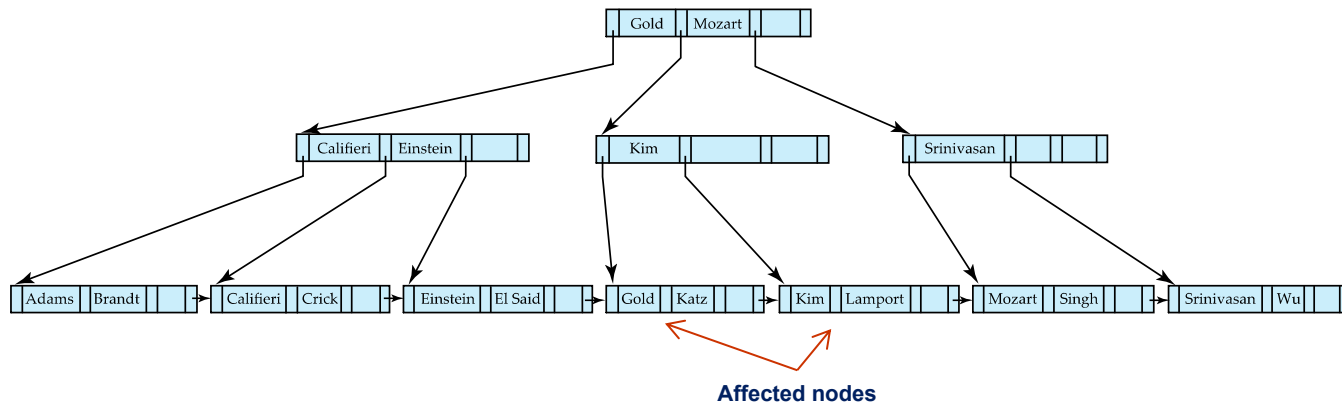 Gold Mozart
Califieri Einstein
Kim
Srinivasan
Adams Brandt
Califieri Crick
Einstein El Said
Gold Katz
Kim Lamport
Mozart Singh
Srinivasan Wu
Affected nodes